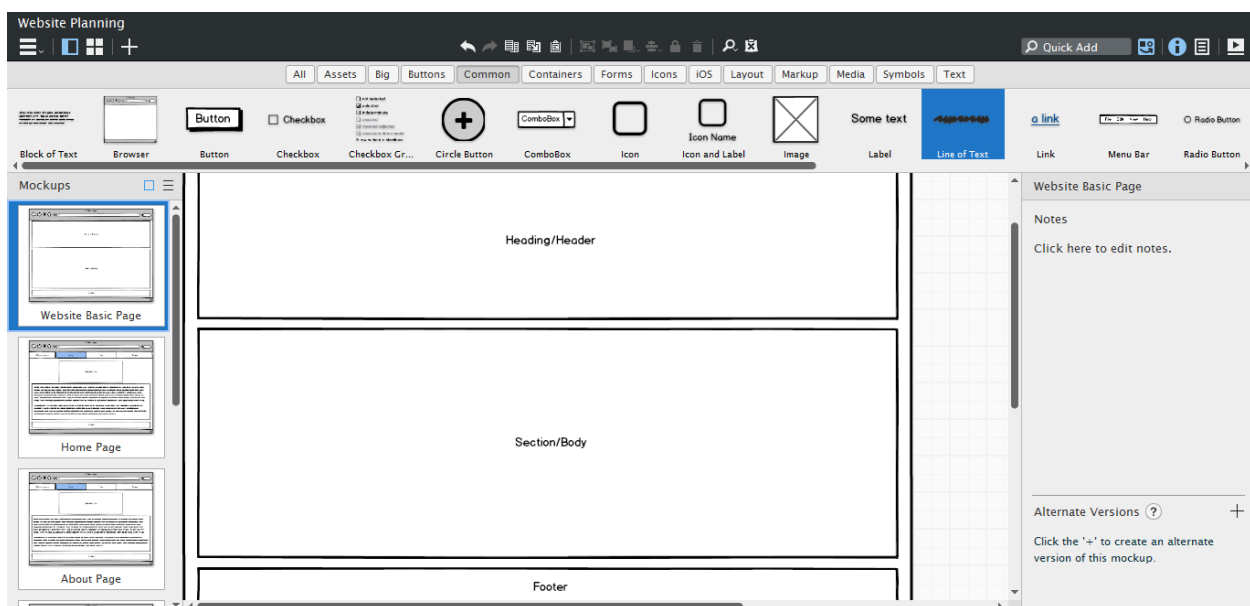 Website Planning
Quick Add
All Assets Big Buttons Common Containers Forms Icons iOS Layout Markup Media Symbols Text
Button
Checkbox
ComboBox
Icon Name
Some text
a link
Radio Button
Block of Text Browser Button Checkbox Checkbox Gr... Circle Button ComboBox Icon Icon and Label Image Label Line of Text Link Menu Bar Radio Button
Mockups
Website Basic Page
Home Page
About Page
Heading/Header
Section/Body
Footer
Website Basic Page
Notes
Click here to edit notes.
Alternate Versions ?
Click the '+' to create an alternate
version of this mockup.